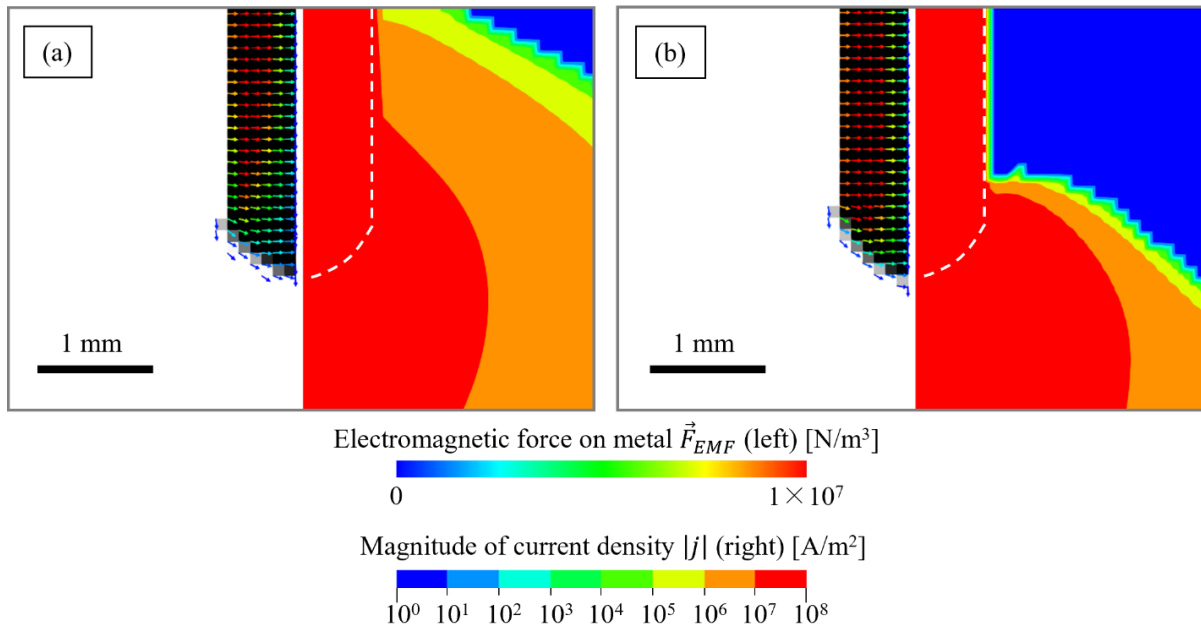 (a)
(b)
1 mm
1 mm
Electromagnetic force on metal $\vec{F}_{EMF}$ (left) [N/m³]
0 1×10⁷
Magnitude of current density |j| (right) [A/m²]
10⁰ 10¹ 10² 10³ 10⁴ 10⁵ 10⁶ 10⁷ 10⁸